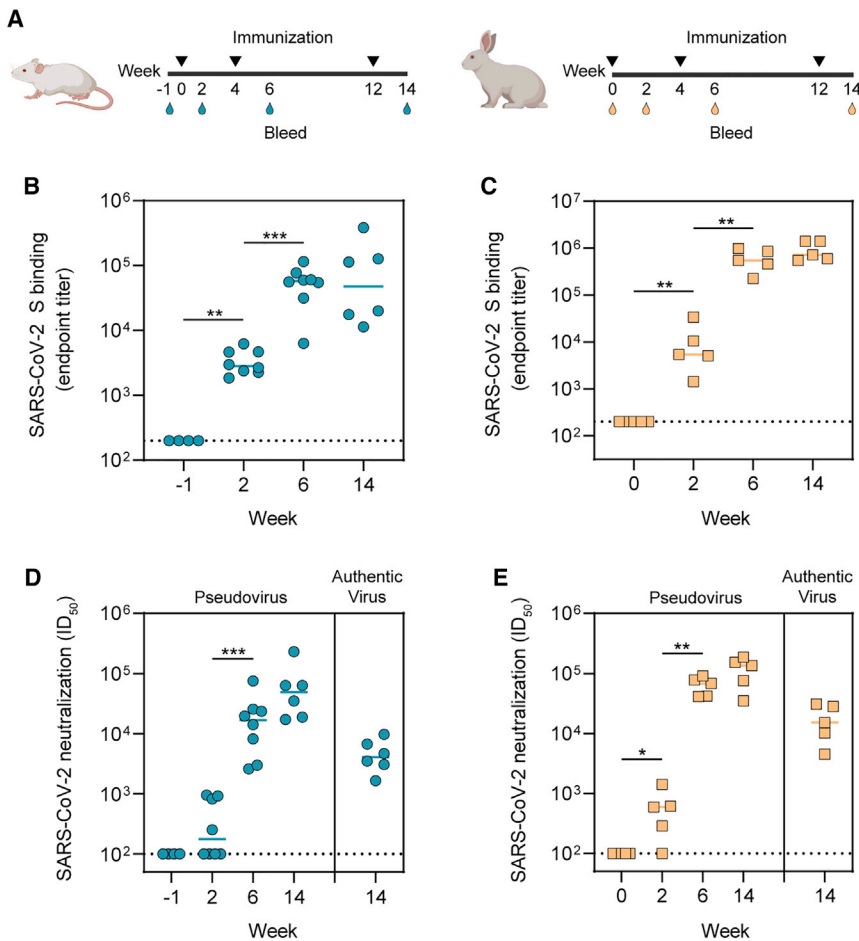 A
Immunization
Week
-1 0 2 4 6 12 14
Bleed
Immunization
0 2 4 6 12 14
Bleed
B
SARS-CoV-2 S binding
(endpoint titer)
10⁶
10⁵
10⁴
10³
10²
**
***
-1 2 6 14
Week
C
SARS-CoV-2 S binding
(endpoint titer)
10⁷
10⁶
10⁵
10⁴
10³
10²
**
**
0 2 6 14
Week
D
Pseudovirus
Authentic
Virus
SARS-CoV-2 neutralization (ID₅₀)
10⁶
10⁵
10⁴
10³
10²
***
-1 2 6 14 14
Week
E
Pseudovirus
Authentic
Virus
SARS-CoV-2 neutralization (ID₅₀)
10⁶
10⁵
10⁴
10³
10²
*
**
0 2 6 14 14
Week